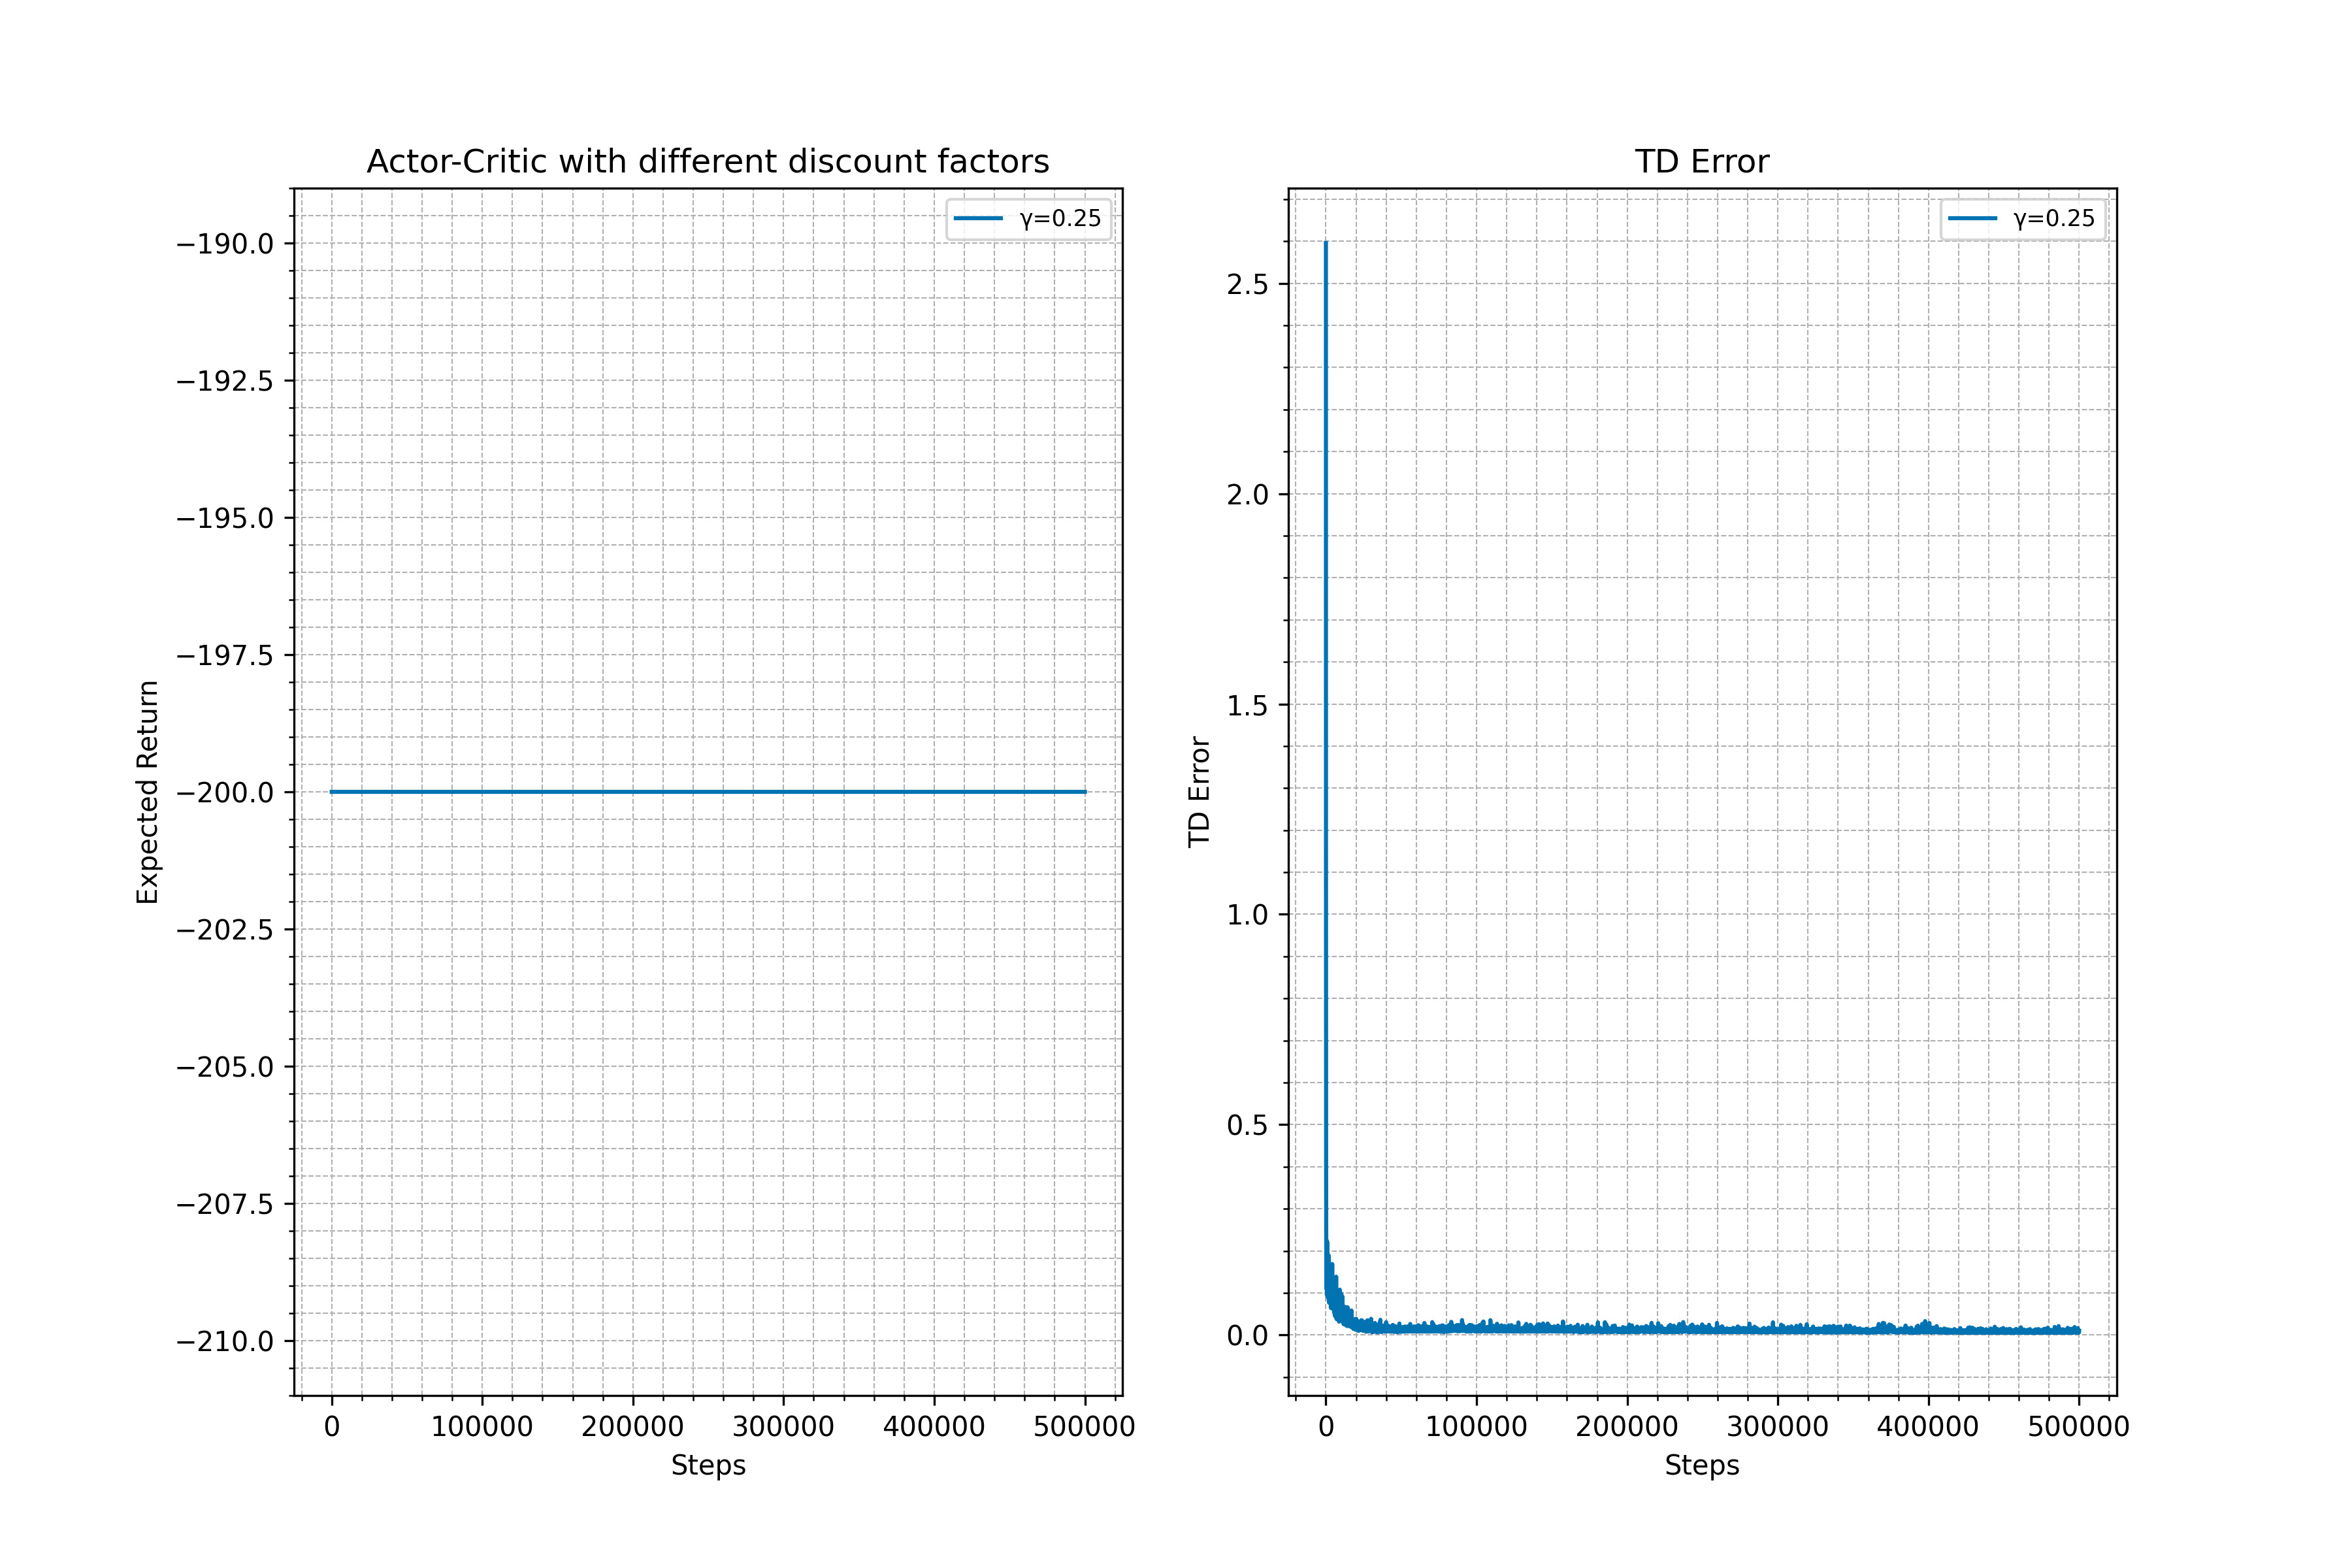 Actor-Critic with different discount factors
γ=0.25
Expected Return
−190.0
−192.5
−195.0
−197.5
−200.0
−202.5
−205.0
−207.5
−210.0
0 100000 200000 300000 400000 500000
Steps
TD Error
γ=0.25
TD Error
2.5
2.0
1.5
1.0
0.5
0.0
0 100000 200000 300000 400000 500000
Steps